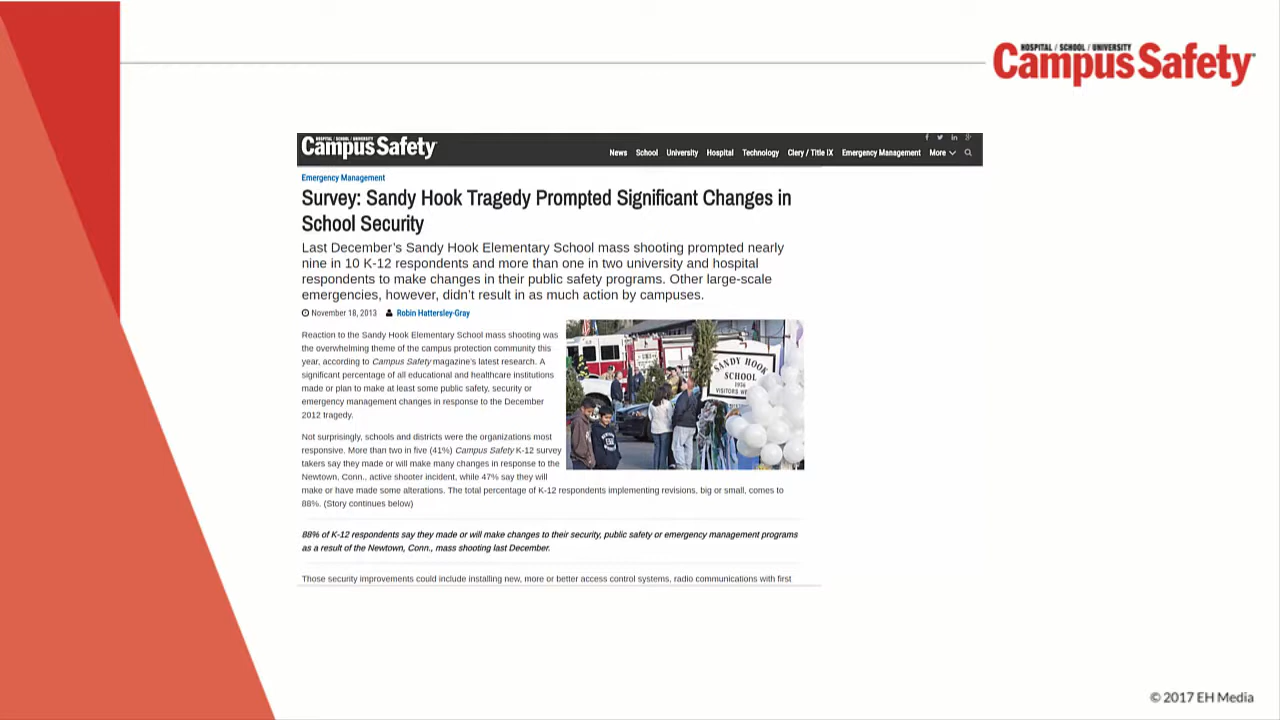 HOSPITAL / SCHOOL / UNIVERSITY
Campus Safety
HOSPITAL / SCHOOL / UNIVERSITY
Campus Safety
News School University Hospital Technology Clery / Title IX Emergency Management More
Emergency Management
Survey: Sandy Hook Tragedy Prompted Significant Changes in
School Security
Last December’s Sandy Hook Elementary School mass shooting prompted nearly
nine in 10 K-12 respondents and more than one in two university and hospital
respondents to make changes in their public safety programs. Other large-scale
emergencies, however, didn’t result in as much action by campuses.
November 18, 2013 Robin Hattersley-Gray
Reaction to the Sandy Hook Elementary School mass shooting was
the overwhelming theme of the campus protection community this
year, according to Campus Safety magazine’s latest research. A
significant percentage of all educational and healthcare institutions
made or plan to make at least some public safety, security or
emergency management changes in response to the December
2012 tragedy.
SANDY HOOK
SCHOOL
1956
VISITORS
Not surprisingly, schools and districts were the organizations most
responsive. More than two in five (41%) Campus Safety K-12 survey
takers say they made or will make many changes in response to the
Newtown, Conn., active shooter incident, while 47% say they will
make or have made some alterations. The total percentage of K-12 respondents implementing revisions, big or small, comes to
88%. (Story continues below)
88% of K-12 respondents say they made or will make changes to their security, public safety or emergency management programs
as a result of the Newtown, Conn., mass shooting last December.
Those security improvements could include installing new, more or better access control systems, radio communications with first
© 2017 EH Media